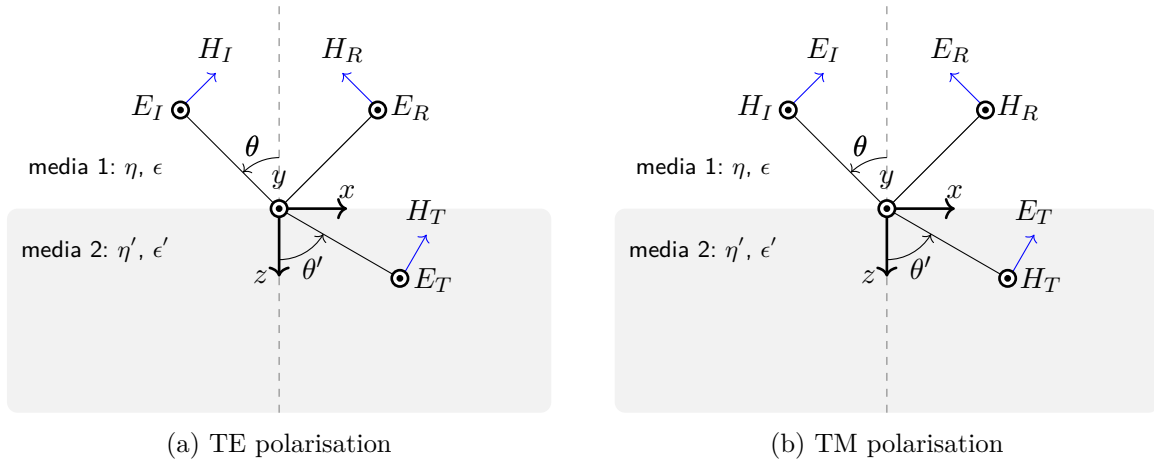 H_I H_R
E_I E_R
θ
media 1: η, ϵ
y
x
H_T
media 2: η′, ϵ′
z θ′ E_T
(a) TE polarisation
E_I E_R
H_I H_R
θ
media 1: η, ϵ
y
x
E_T
media 2: η′, ϵ′
z θ′ H_T
(b) TM polarisation